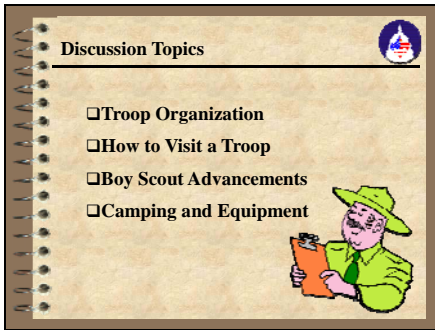 Discussion Topics
❑Troop Organization
❑How to Visit a Troop
❑Boy Scout Advancements
❑Camping and Equipment